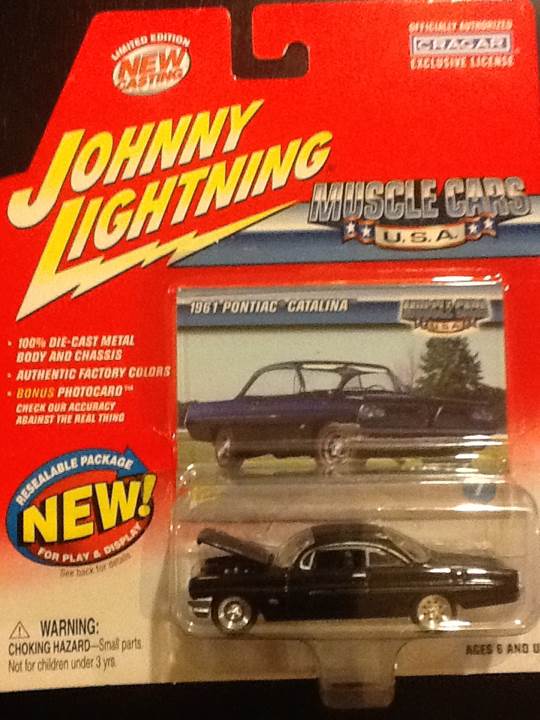 LIMITED EDITION
NEW
CASTING
OFFICIALLY AUTHORIZED
CRAGAR
EXCLUSIVE LICENSE
JOHNNY
LIGHTNING
MUSCLE CARS
U.S.A.
1961 PONTIAC CATALINA
MUSCLE CARS
U.S.A.
• 100% DIE-CAST METAL
BODY AND CHASSIS
• AUTHENTIC FACTORY COLORS
• BONUS PHOTOCARD™
CHECK OUR ACCURACY
AGAINST THE REAL THING
RESEALABLE PACKAGE
NEW!
FOR PLAY & DISPLAY
See back for details
7
⚠ WARNING:
CHOKING HAZARD—Small parts.
Not for children under 3 yrs.
AGES 6 AND U